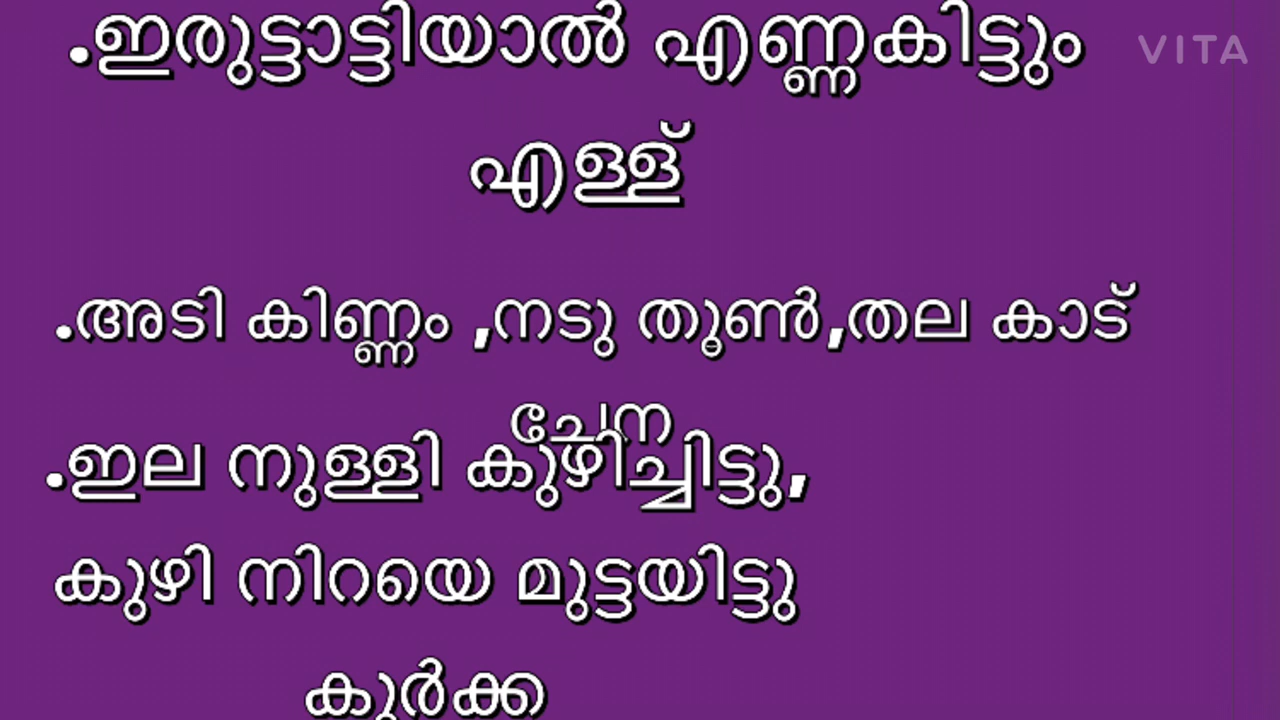 .ഇരുട്ടാട്ടിയാൽ എണ്ണകിട്ടും
VITA
എള്ള്
.അടി കിണ്ണം ,നടു തൂൺ,തല കാട്
ചേന
.ഇല നുള്ളി കുഴിച്ചിട്ടു,
കുഴി നിറയെ മുട്ടയിട്ടു
കൂർക്ക